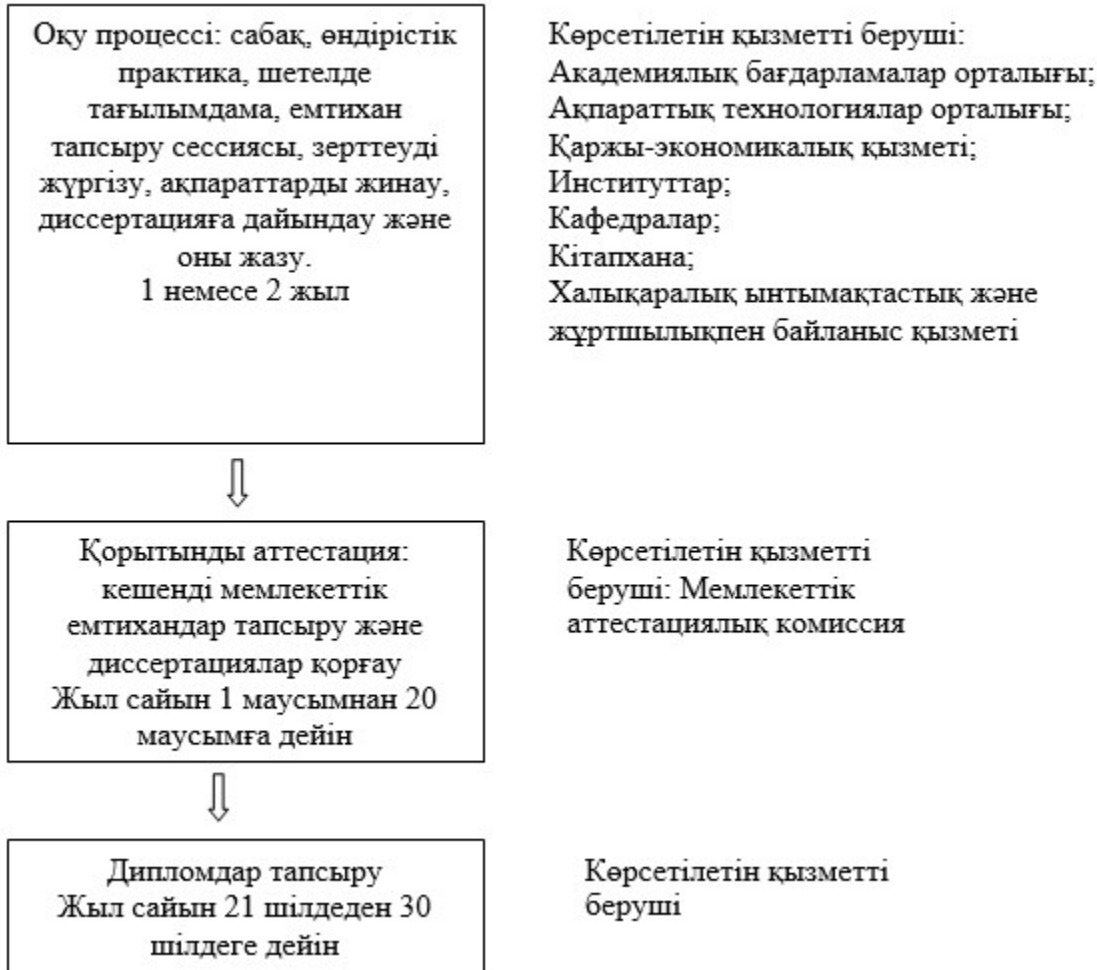 Оқу процессі: сабақ, өндірістік
практика, шетелде
тағылымдама, емтихан
тапсыру сессиясы, зерттеуді
жүргізу, ақпараттарды жинау,
диссертацияға дайындау және
оны жазу.
1 немесе 2 жыл
Көрсетілетін қызметті беруші:
Академиялық бағдарламалар орталығы;
Ақпараттық технологиялар орталығы;
Қаржы-экономикалық қызметі;
Институттар;
Кафедралар;
Кітапхана;
Халықаралық ынтымақтастық және
жұртшылықпен байланыс қызметі
Қорытынды аттестация:
кешенді мемлекеттік
емтихандар тапсыру және
диссертациялар қорғау
Жыл сайын 1 маусымнан 20
маусымға дейін
Көрсетілетін қызметті
беруші: Мемлекеттік
аттестациялық комиссия
Дипломдар тапсыру
Жыл сайын 21 шілдеден 30
шілдеге дейін
Көрсетілетін қызметті
беруші